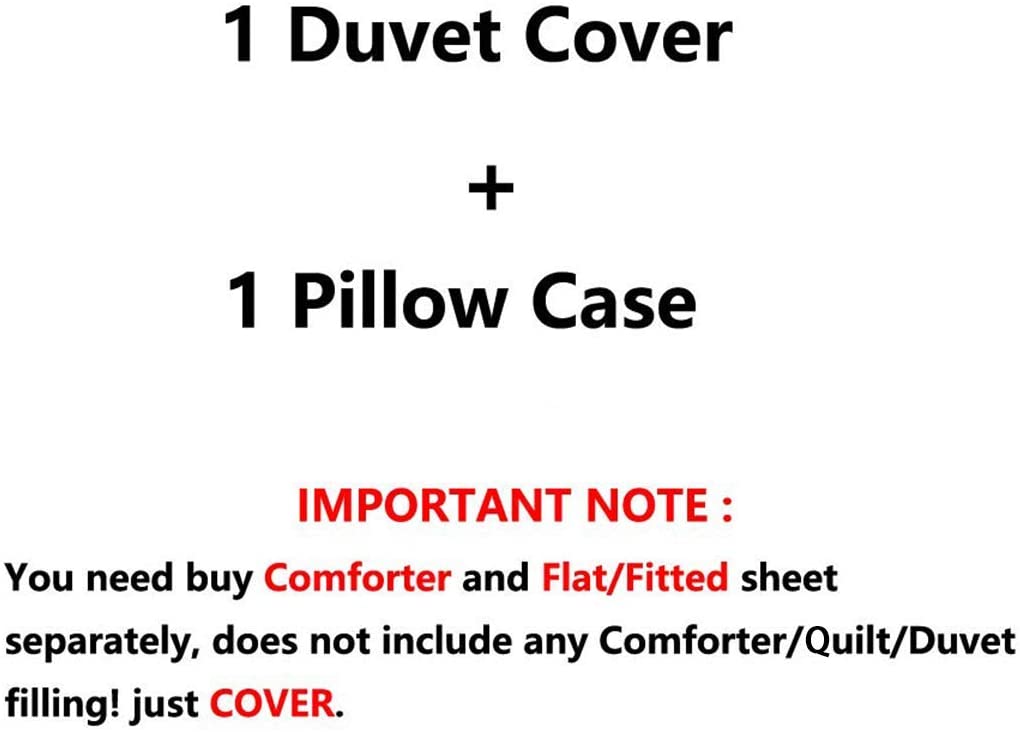 1 Duvet Cover
+
1 Pillow Case
IMPORTANT NOTE :
You need buy Comforter and Flat/Fitted sheet
separately, does not include any Comforter/Quilt/Duvet
filling! just COVER.